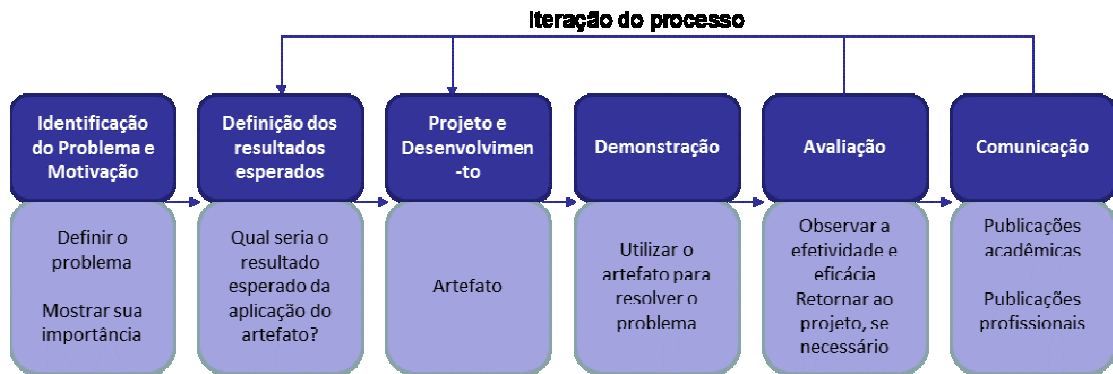 Iteração do processo
Identificação
do Problema e
Motivação
Definição dos
resultados
esperados
Projeto e
Desenvolvimen-
-to
Demonstração
Avaliação
Comunicação
Definir o
problema
Mostrar sua
importância
Qual seria o
resultado
esperado da
aplicação do
artefato?
Artefato
Utilizar o
artefato para
resolver o
problema
Observar a
efetividade e
eficácia
Retornar ao
projeto, se
necessário
Publicações
acadêmicas
Publicações
profissionais